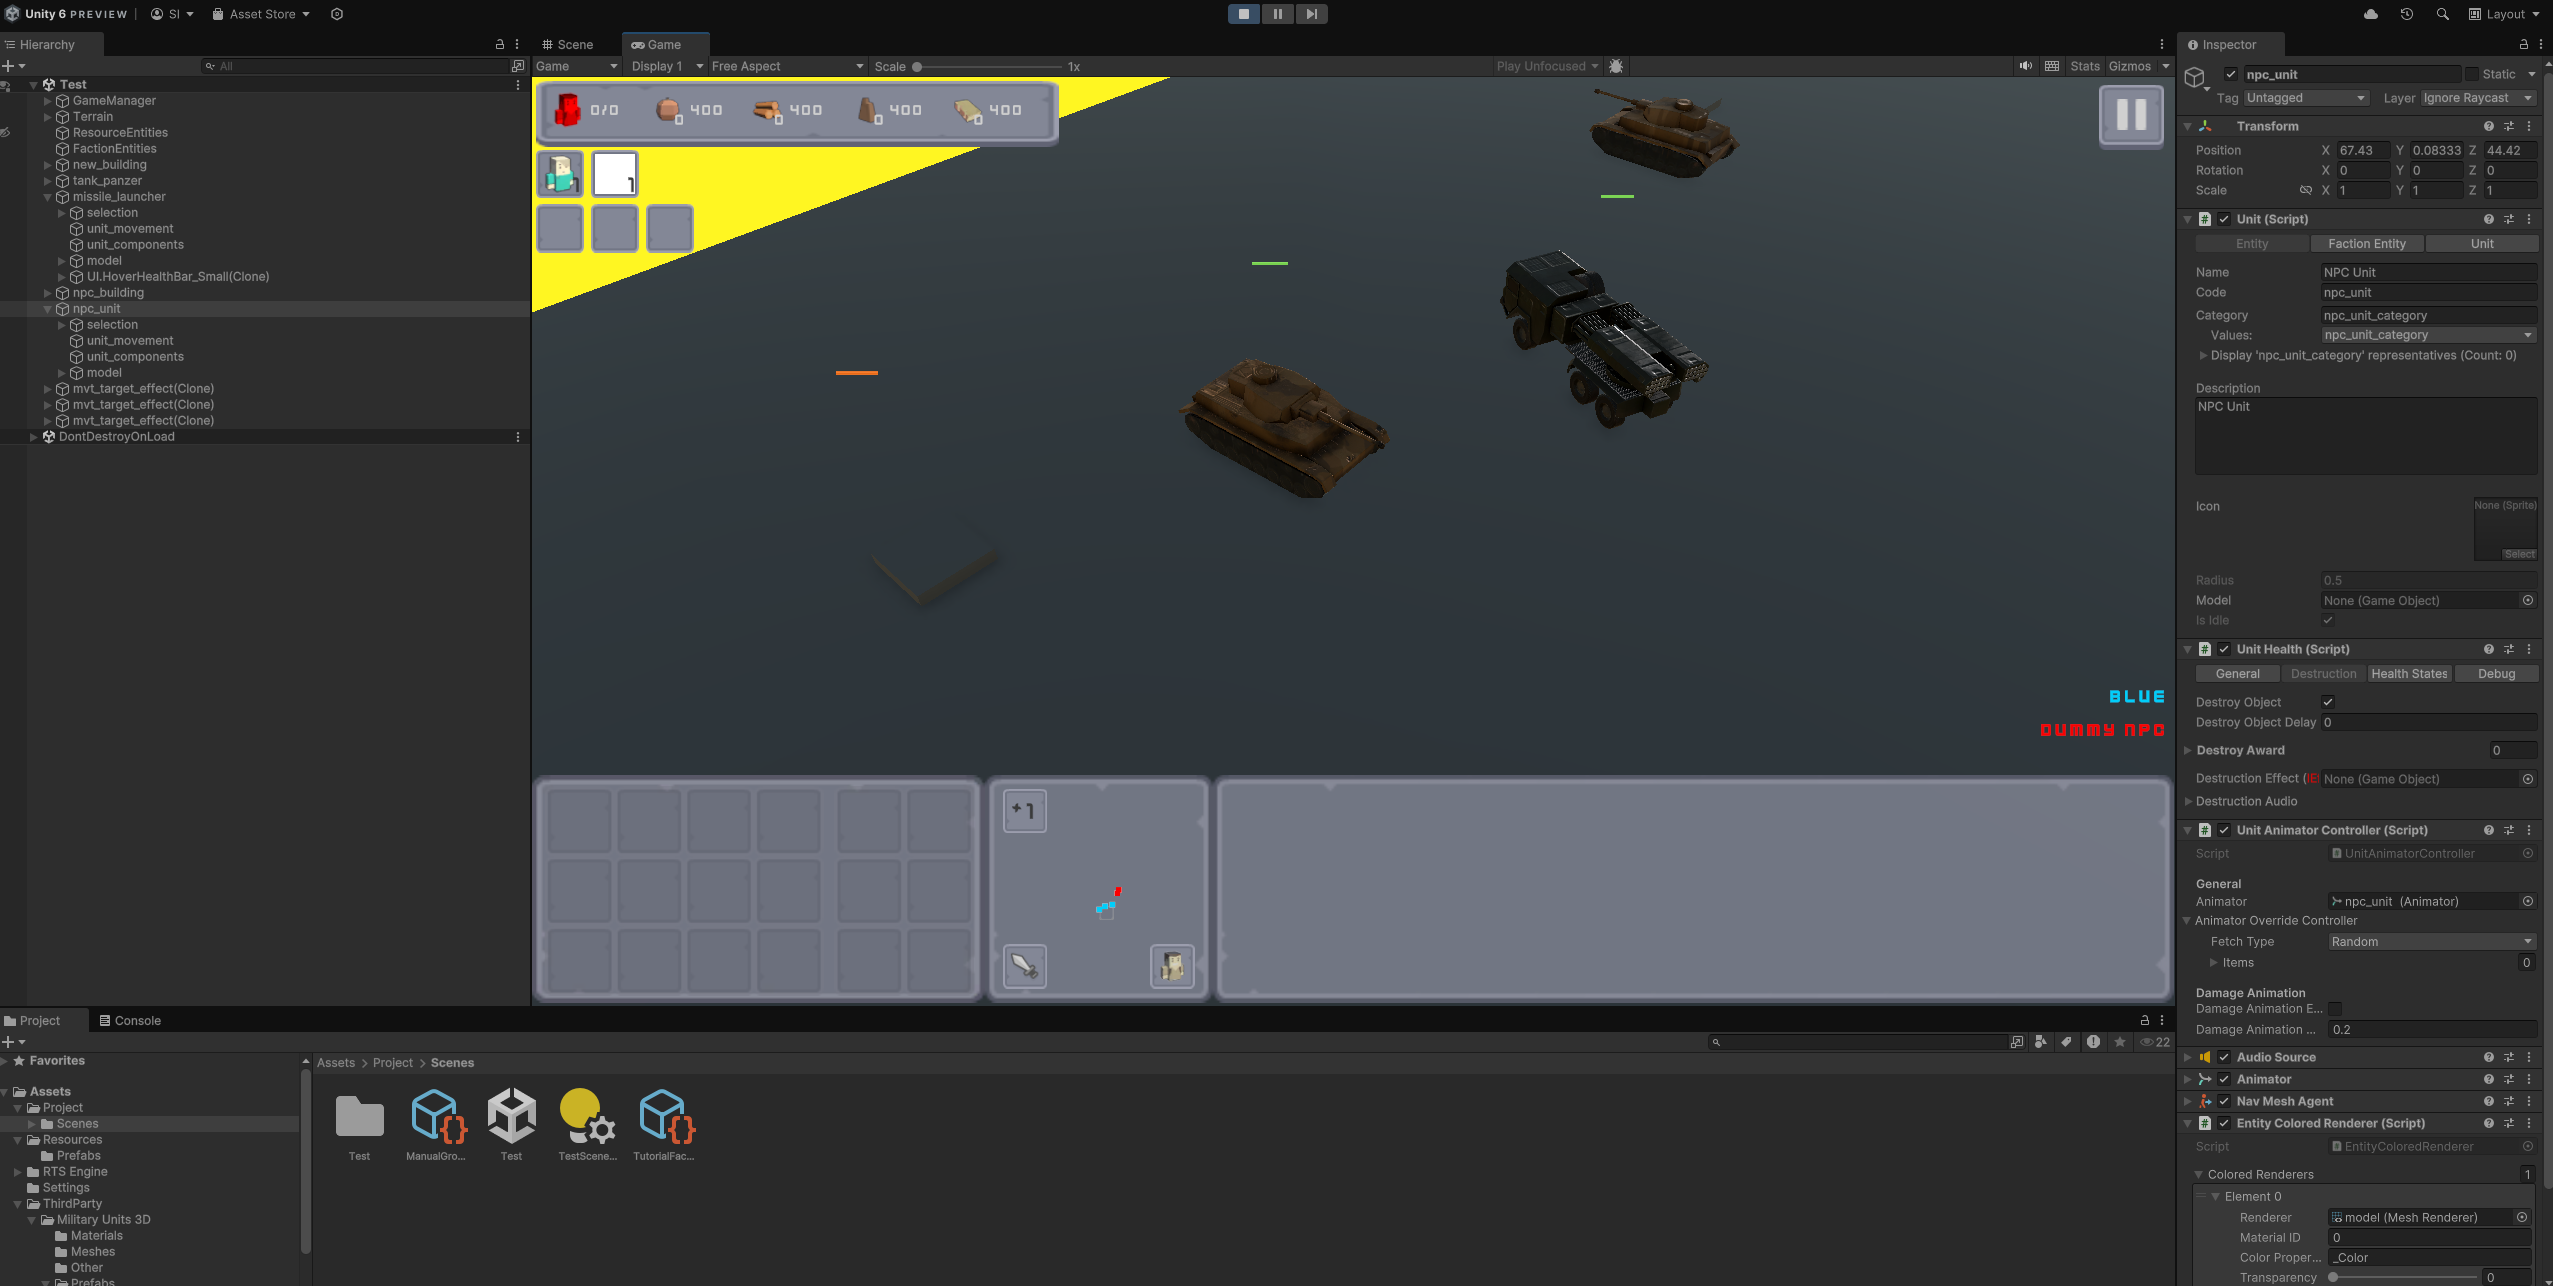 Unity 6 PREVIEW SI Asset Store Layout
Hierarchy
All
Test
GameManager
Terrain
ResourceEntities
FactionEntities
new_building
tank_panzer
missile_launcher
selection
unit_movement
unit_components
model
UI.HoverHealthBar_Small(Clone)
npc_building
npc_unit
selection
unit_movement
unit_components
model
mvt_target_effect(Clone)
mvt_target_effect(Clone)
mvt_target_effect(Clone)
DontDestroyOnLoad
Scene Game
Game Display 1 Free Aspect Scale 1x Play Unfocused Stats Gizmos
0/0 0 400 0 400 0 400 0 400
1 1
BLUE
DUMMY NPC
+1
Inspector
npc_unit Static
Tag Untagged Layer Ignore Raycast
Transform
Position X 67.43 Y 0.08333 Z 44.42
Rotation X 0 Y 0 Z 0
Scale X 1 Y 1 Z 1
# Unit (Script)
Entity Faction Entity Unit
Name NPC Unit
Code npc_unit
Category npc_unit_category
Values: npc_unit_category
Display 'npc_unit_category' representatives (Count: 0)
Description
NPC Unit
Icon None (Sprite)
Select
Radius 0.5
Model None (Game Object)
Is Idle
# Unit Health (Script)
General Destruction Health States Debug
Destroy Object
Destroy Object Delay 0
Destroy Award 0
Destruction Effect None (Game Object)
Destruction Audio
# Unit Animator Controller (Script)
Script UnitAnimatorController
General
Animator npc_unit (Animator)
Animator Override Controller
Fetch Type Random
Items 0
Damage Animation
Damage Animation E...
Damage Animation ... 0.2
Audio Source
Animator
Nav Mesh Agent
# Entity Colored Renderer (Script)
Script EntityColoredRenderer
Colored Renderers 1
Element 0
Renderer model (Mesh Renderer)
Material ID 0
Color Proper... _Color
Transparency 0
Project Console
22
Favorites
Assets
Project
Scenes
Resources
Prefabs
RTS Engine
Settings
ThirdParty
Military Units 3D
Materials
Meshes
Other
Prefabs
Assets > Project > Scenes
Test ManualGro... Test TestScene... TutorialFac...